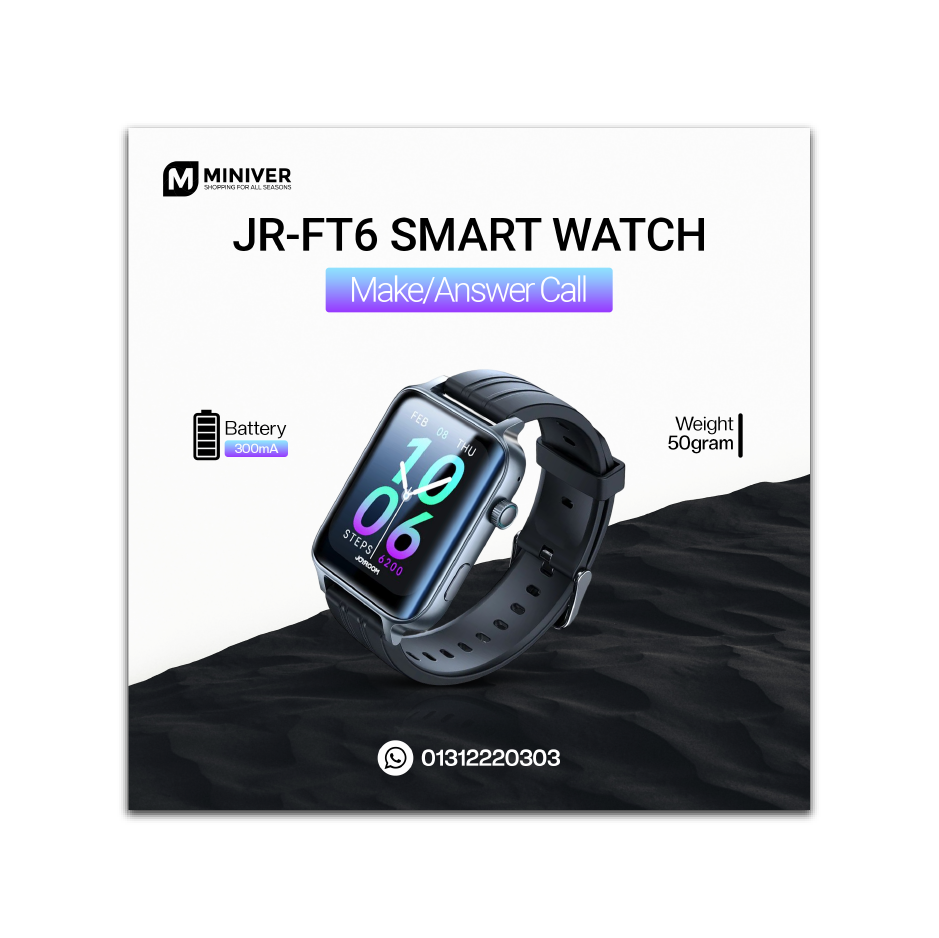 M MINIVER
SHOPPING FOR ALL SEASONS
JR-FT6 SMART WATCH
Make/Answer Call
Battery
300mA
Weight
50gram
FEB 08 THU
10
06
STEPS 6200
JOYROOM
01312220303